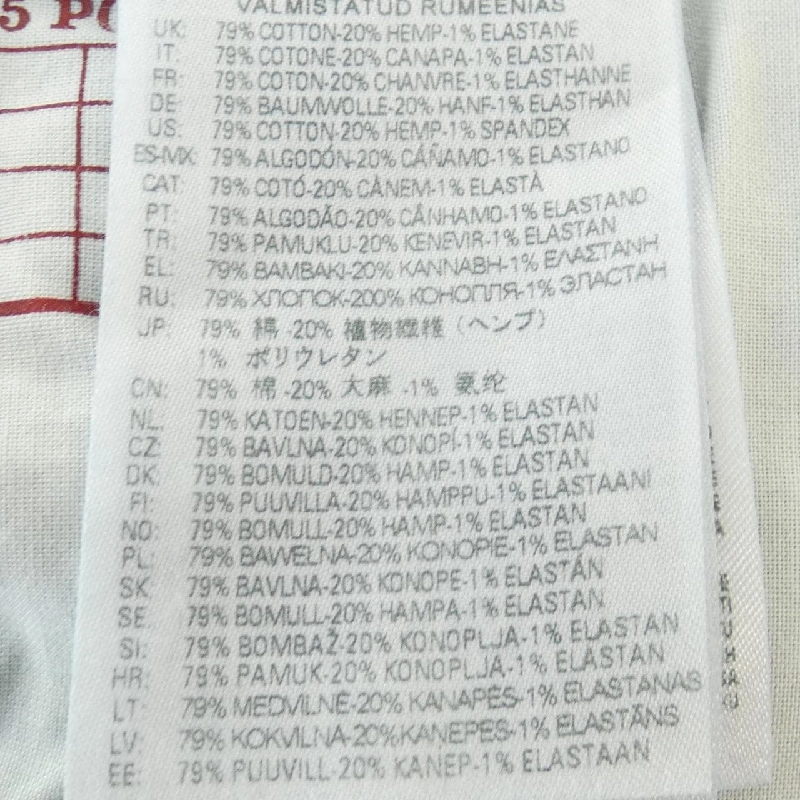 5 PO
VALMISTATUD RUMEENIAS
UK: 79% COTTON-20% HEMP-1% ELASTANE
IT: 79% COTONE-20% CANAPA-1% ELASTAN
FR: 79% COTON-20% CHANVRE-1% ELASTHANNE
DE: 79% BAUMWOLLE-20% HANF-1% ELASTHAN
US: 79% COTTON-20% HEMP-1% SPANDEX
ES-MX: 79% ALGODÓN-20% CÁÑAMO-1% ELASTANO
CAT: 79% COTÓ-20% CÀNEM-1% ELASTÀ
PT: 79% ALGODÃO-20% CÂNHAMO-1% ELASTANO
TR: 79% PAMUKLU-20% KENEVIR-1% ELASTAN
EL: 79% ΒΑΜΒΑΚΙ-20% ΚΑΝΝΑΒΗ-1% ΕΛΑΣΤΑΝΗ
RU: 79% ХЛОПОК-200% КОНОПЛЯ-1% ЭЛАСТАН
JP: 79% 綿 -20% 植物繊維（ヘンプ）
1% ポリウレタン
CN: 79% 棉 -20% 大麻 -1% 氨纶
NL: 79% KATOEN-20% HENNEP-1% ELASTAN
CZ: 79% BAVLNA-20% KONOPÍ-1% ELASTAN
DK: 79% BOMULD-20% HAMP-1% ELASTAN
FI: 79% PUUVILLA-20% HAMPPU-1% ELASTAANI
NO: 79% BOMULL-20% HAMP-1% ELASTAN
PL: 79% BAWEŁNA-20% KONOPIE-1% ELASTAN
SK: 79% BAVLNA-20% KONOPE-1% ELASTÁN
SE: 79% BOMULL-20% HAMPA-1% ELASTAN
SI: 79% BOMBAŽ-20% KONOPLJA-1% ELASTAN
HR: 79% PAMUK-20% KONOPLJA-1% ELASTAN
LT: 79% MEDVILNĖ-20% KANAPĖS-1% ELASTANAS
LV: 79% KOKVILNA-20%KAŅEPES-1% ELASTĀNS
EE: 79% PUUVILL-20% KANEP-1% ELASTAAN